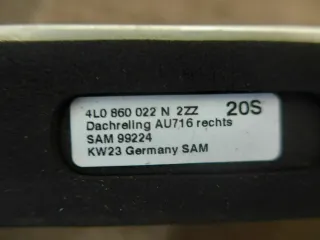 4L0 860 022 N 2ZZ 20S
Dachreling AU716 rechts
SAM 99224
KW23 Germany SAM